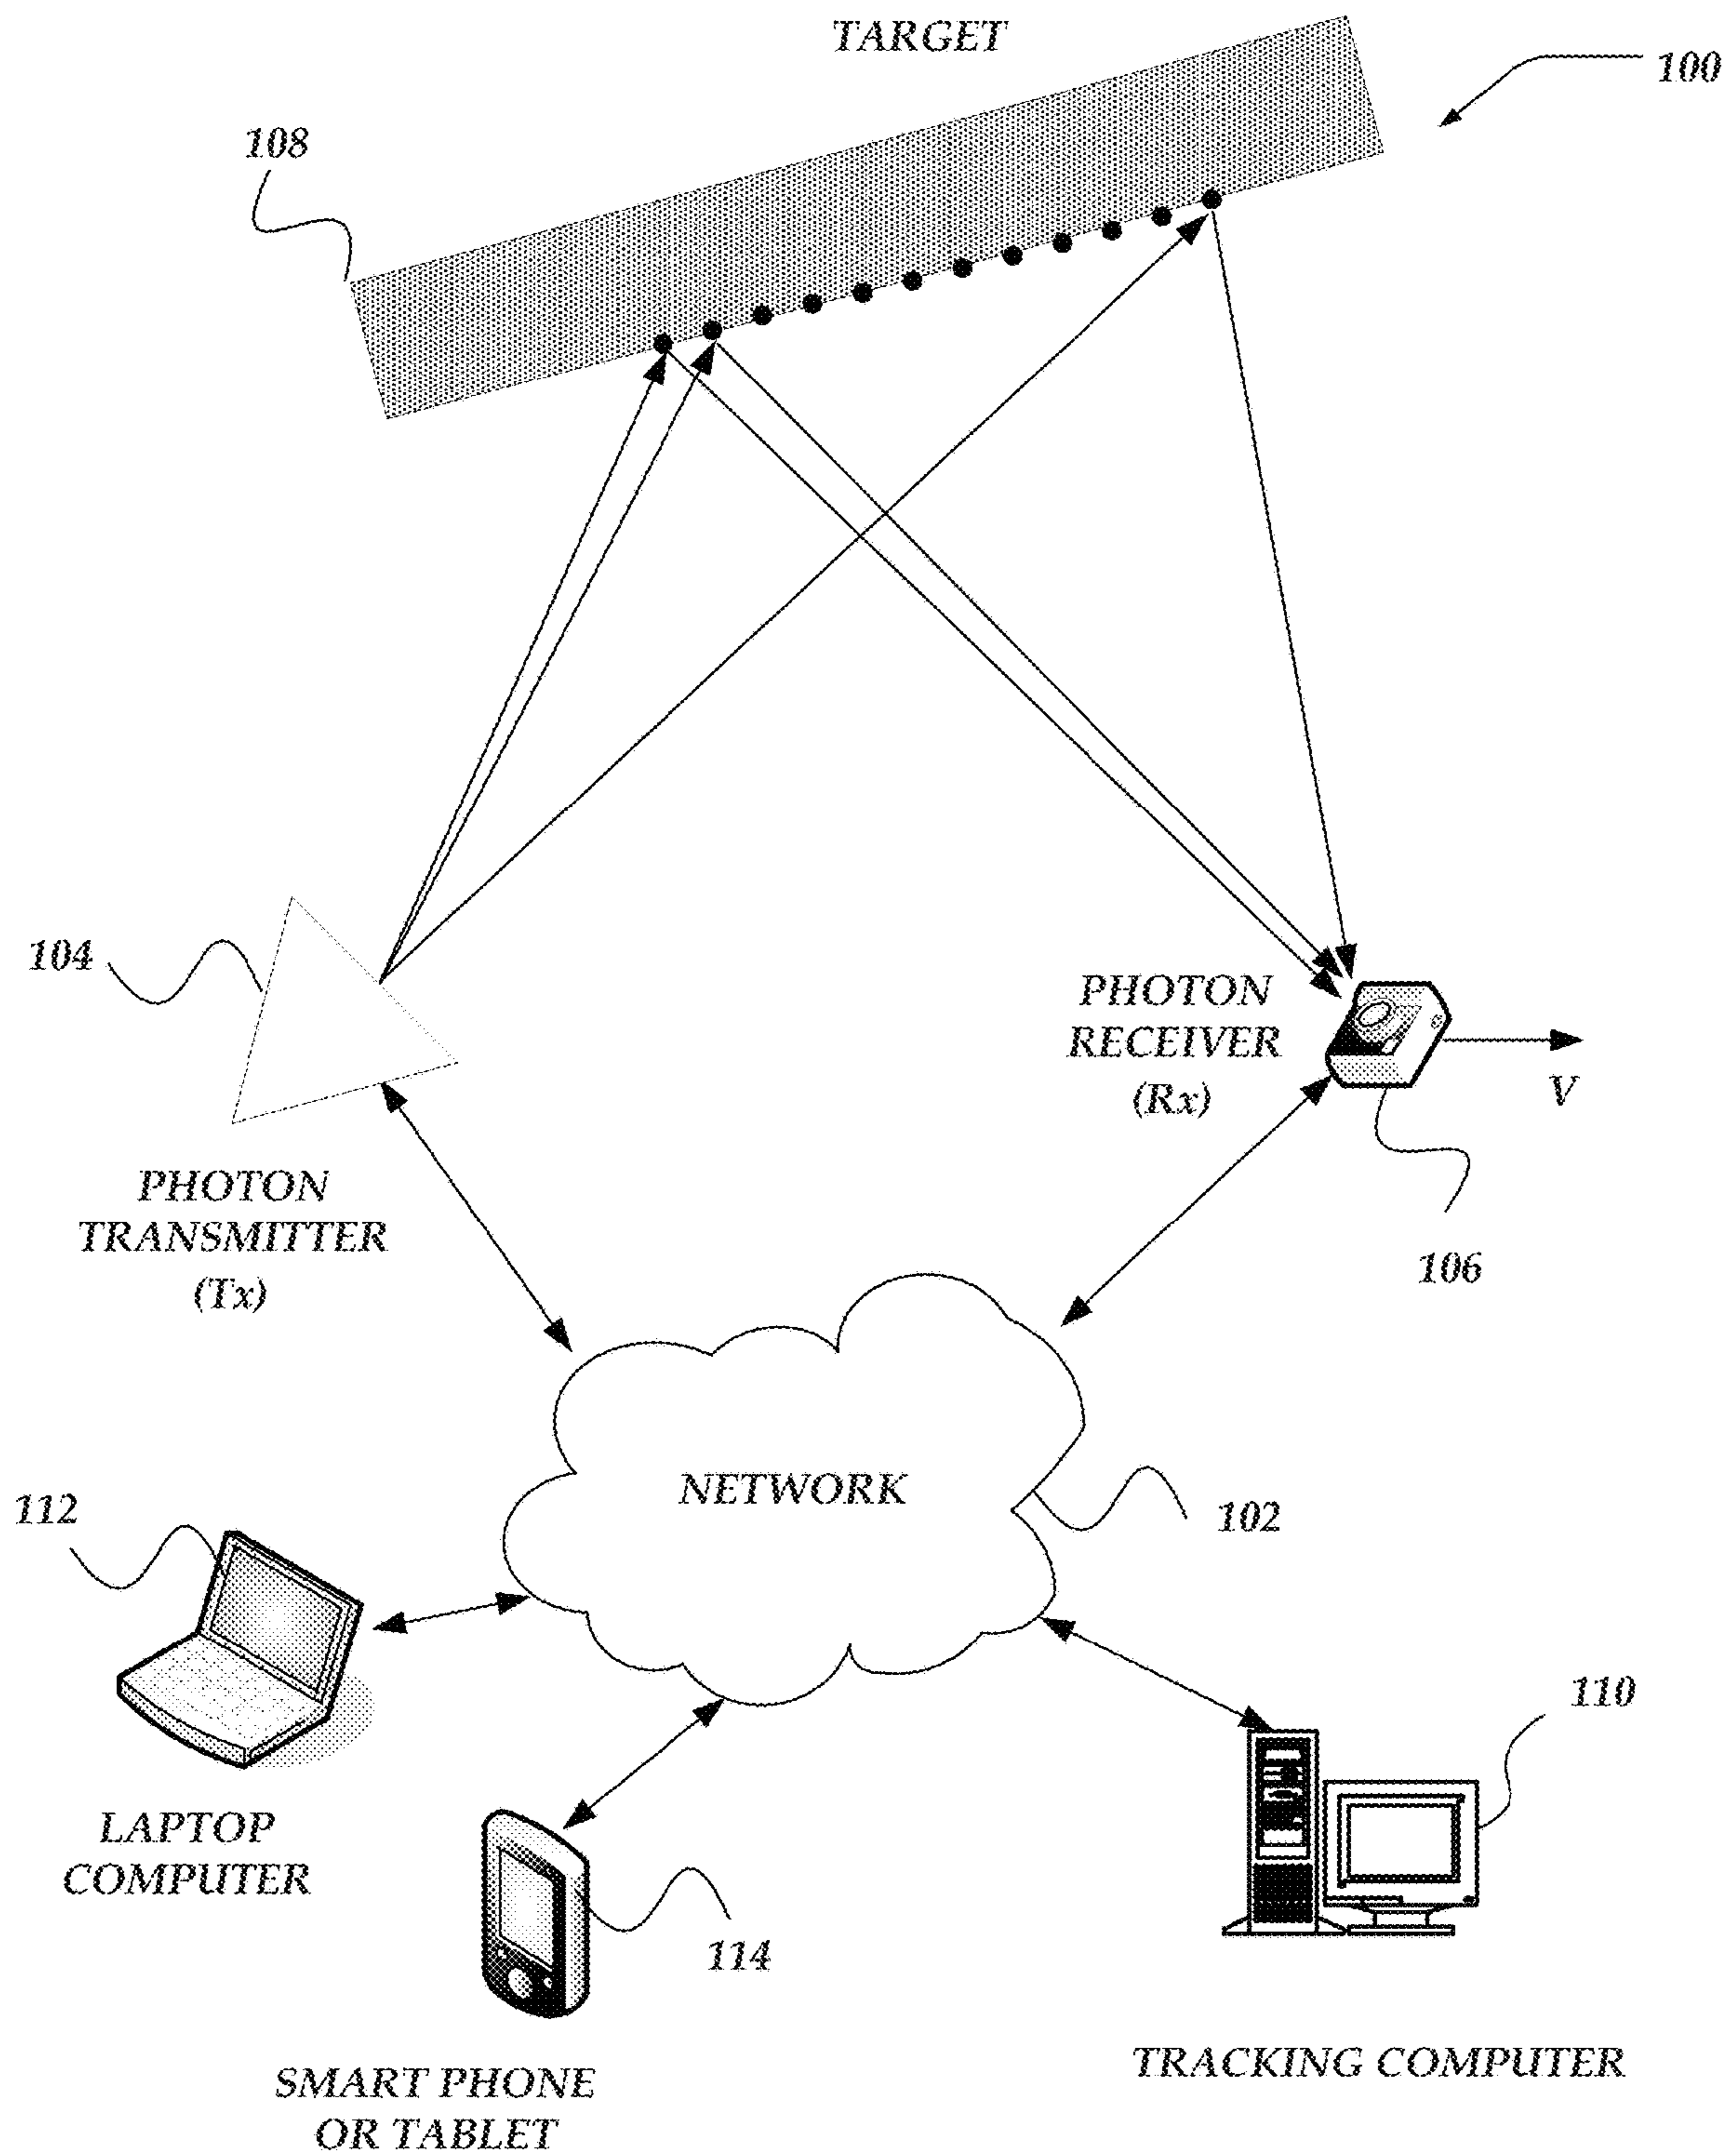 TARGET
100
108
104
PHOTON
RECEIVER
(Rx)
V
106
PHOTON
TRANSMITTER
(Tx)
NETWORK
102
112
110
LAPTOP
COMPUTER
114
TRACKING COMPUTER
SMART PHONE
OR TABLET